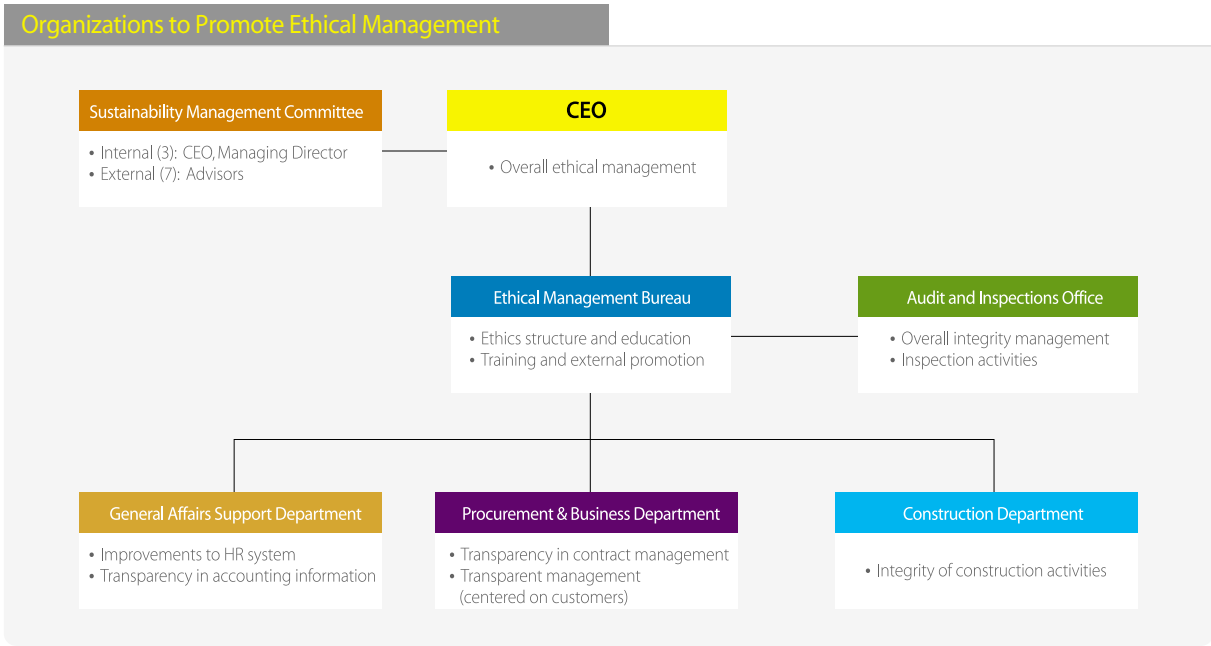 Organizations to Promote Ethical Management
Sustainability Management Committee
• Internal (3): CEO, Managing Director
• External (7): Advisors
CEO
• Overall ethical management
Ethical Management Bureau
• Ethics structure and education
• Training and external promotion
Audit and Inspections Office
• Overall integrity management
• Inspection activities
General Affairs Support Department
• Improvements to HR system
• Transparency in accounting information
Procurement & Business Department
• Transparency in contract management
• Transparent management
(centered on customers)
Construction Department
• Integrity of construction activities